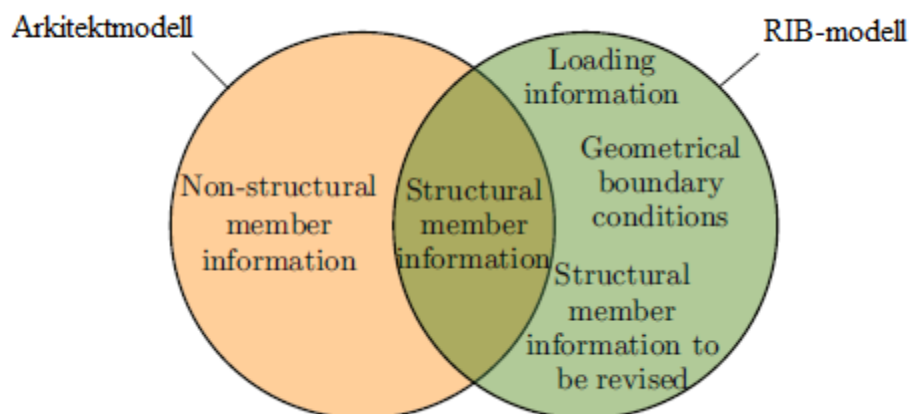 Arkitektmodell
RIB-modell
Loading
information
Geometrical
boundary
conditions
Non-structural
member
information
Structural
member
information
Structural
member
information to
be revised